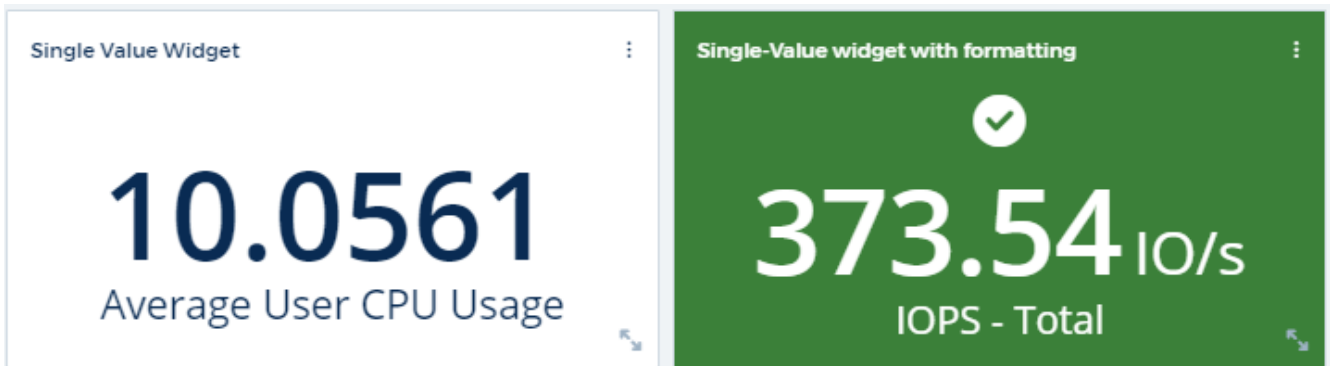 Single Value Widget
10.0561
Average User CPU Usage
Single-Value widget with formatting
373.54 IO/s
IOPS - Total